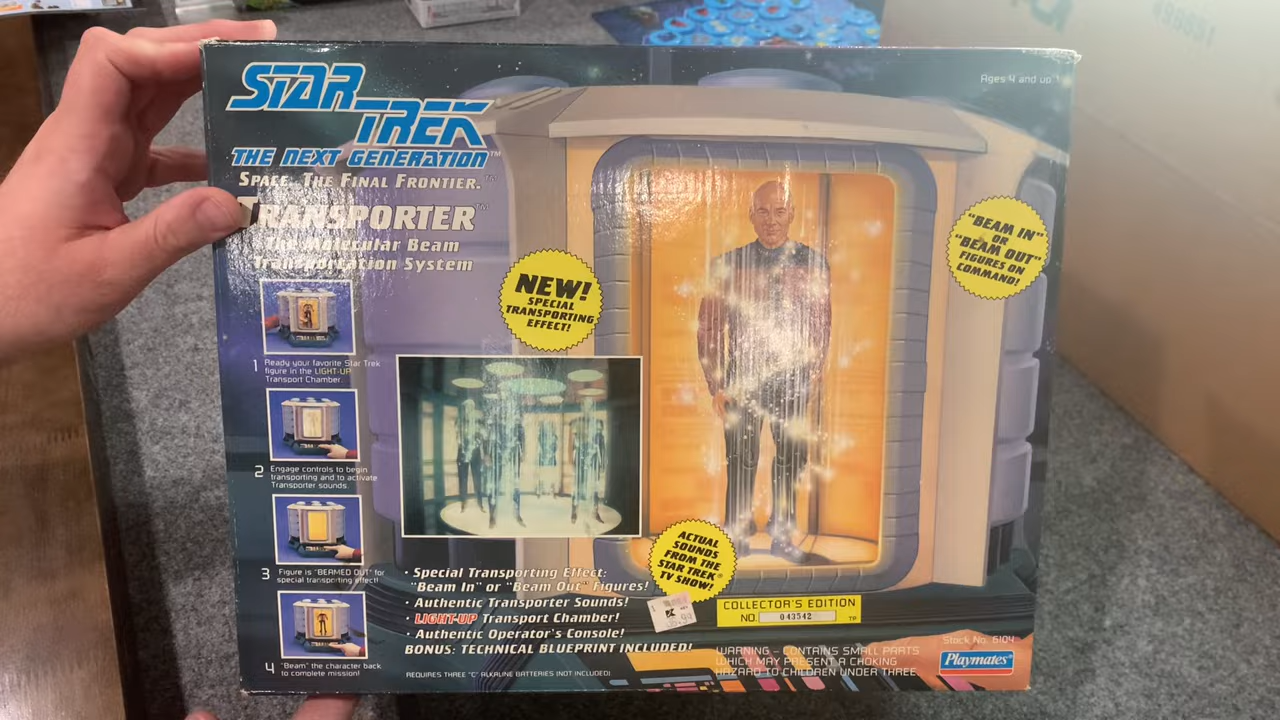 STAR TREK
THE NEXT GENERATION™
SPACE. THE FINAL FRONTIER.™
TRANSPORTER™
The Molecular Beam
Transportation System
1 Ready your favorite Star Trek
figure in the LIGHT-UP
Transport Chamber.
2 Engage controls to begin
transporting and to activate
Transporter sounds.
3 Figure is "BEAMED OUT" for
special transporting effect!
4 "Beam" the character back
to complete mission!
NEW!
SPECIAL
TRANSPORTING
EFFECT!
Ages 4 and up
"BEAM IN"
OR
"BEAM OUT"
FIGURES ON
COMMAND!
ACTUAL
SOUNDS
FROM THE
STAR TREK®
TV SHOW!
• Special Transporting Effect:
"Beam In" or "Beam Out" Figures!
• Authentic Transporter Sounds!
• LIGHT-UP Transport Chamber!
• Authentic Operator's Console!
BONUS: TECHNICAL BLUEPRINT INCLUDED!
REQUIRES THREE "C" ALKALINE BATTERIES (NOT INCLUDED)
COLLECTOR'S EDITION
NO. 043542 TP
WARNING - CONTAINS SMALL PARTS
WHICH MAY PRESENT A CHOKING
HAZARD TO CHILDREN UNDER THREE
Stock No. 6104
Playmates®